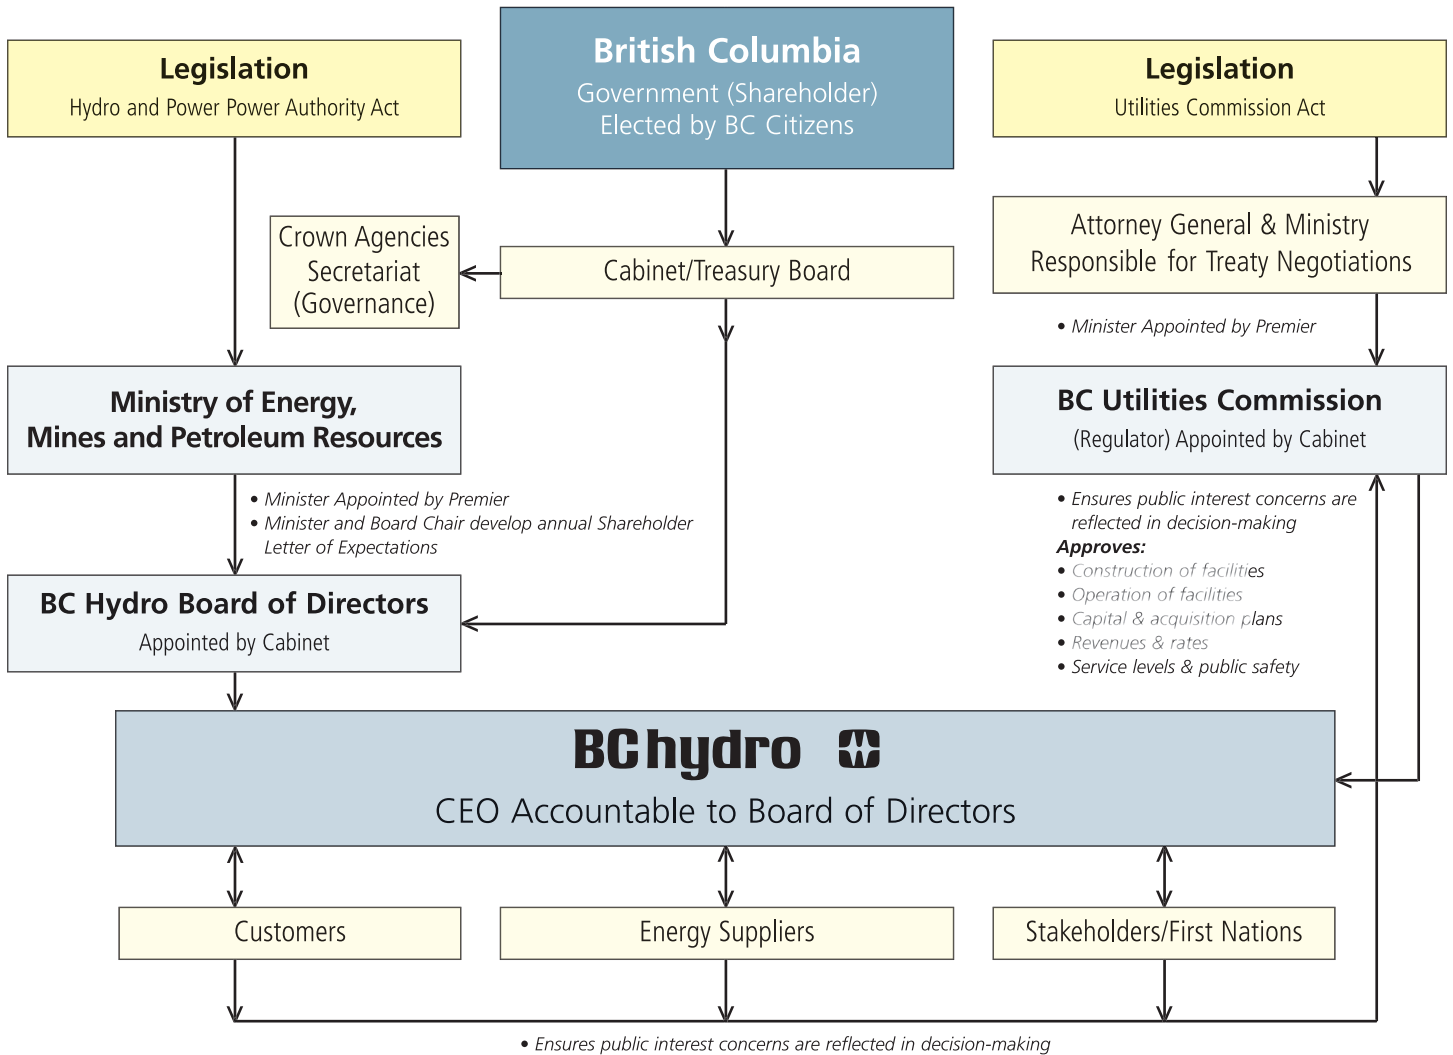 British Columbia
Government (Shareholder)
Elected by BC Citizens
Legislation
Hydro and Power Power Authority Act
Legislation
Utilities Commission Act
Crown Agencies
Secretariat
(Governance)
Cabinet/Treasury Board
Attorney General & Ministry
Responsible for Treaty Negotiations
• Minister Appointed by Premier
Ministry of Energy,
Mines and Petroleum Resources
BC Utilities Commission
(Regulator) Appointed by Cabinet
• Minister Appointed by Premier
• Minister and Board Chair develop annual Shareholder
Letter of Expectations
• Ensures public interest concerns are
reflected in decision-making
Approves:
• Construction of facilities
• Operation of facilities
• Capital & acquisition plans
• Revenues & rates
• Service levels & public safety
BC Hydro Board of Directors
Appointed by Cabinet
BC hydro
CEO Accountable to Board of Directors
Customers
Energy Suppliers
Stakeholders/First Nations
• Ensures public interest concerns are reflected in decision-making